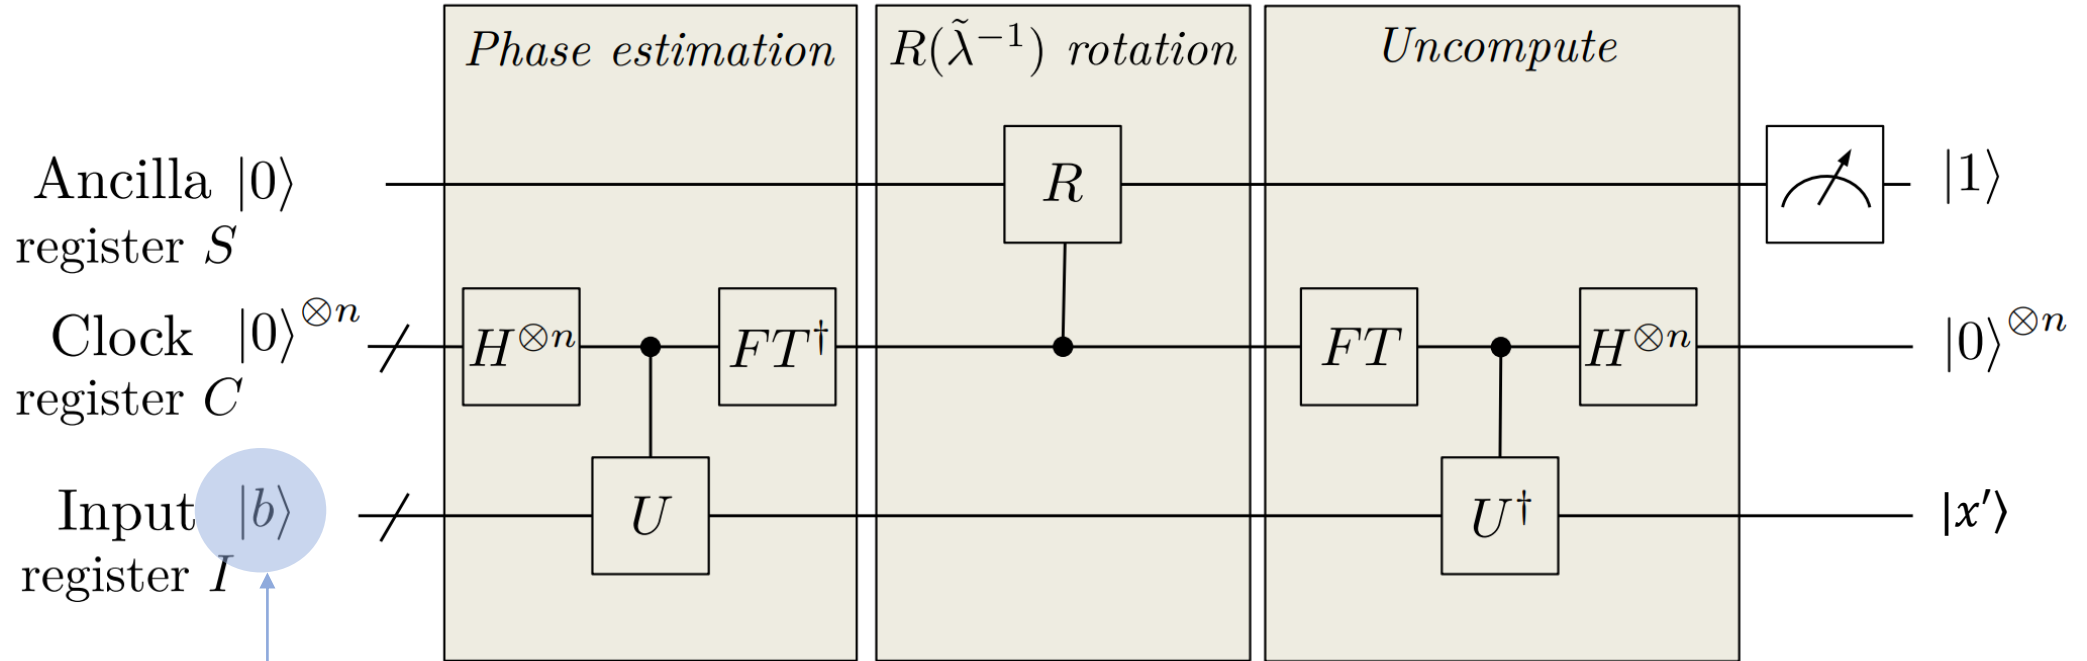 Phase estimation
R(λ̃⁻¹) rotation
Uncompute
Ancilla |0⟩
register S
R
|1⟩
Clock |0⟩^⊗n
register C
H^⊗n
FT†
FT
H^⊗n
|0⟩^⊗n
Input |b⟩
register I
U
U†
|x′⟩